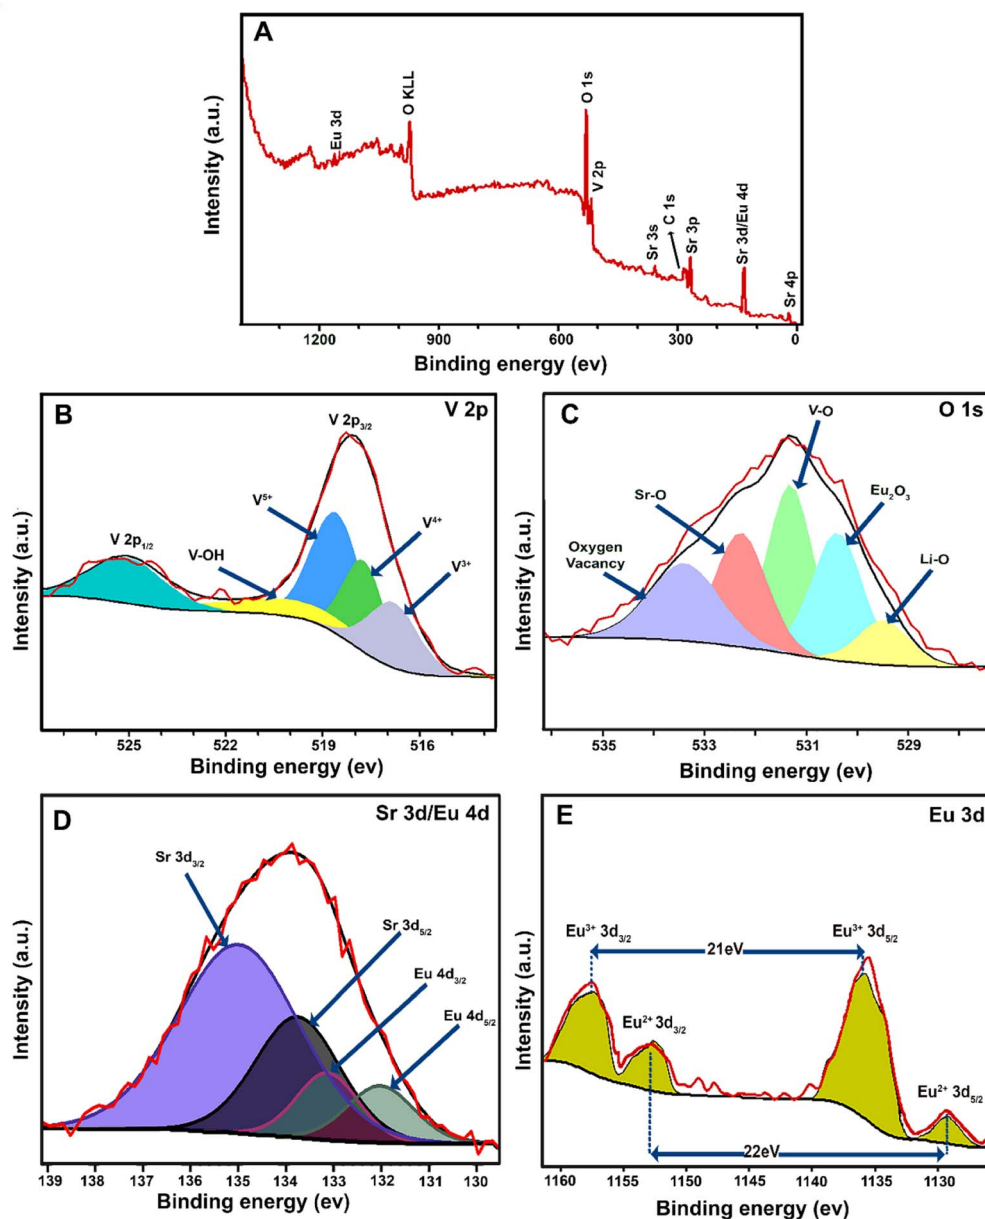 A
Intensity (a.u.)
Eu 3d
O KLL
O 1s
V 2p
Sr 3s
C 1s
Sr 3p
Sr 3d/Eu 4d
Sr 4p
1200 900 600 300 0
Binding energy (ev)
B
V 2p
Intensity (a.u.)
V 2p3/2
V5+
V4+
V 2p1/2
V-OH
V3+
525 522 519 516
Binding energy (ev)
C
O 1s
Intensity (a.u.)
V-O
Sr-O
Eu2O3
Oxygen
Vacancy
Li-O
535 533 531 529
Binding energy (ev)
D
Sr 3d/Eu 4d
Intensity (a.u.)
Sr 3d3/2
Sr 3d5/2
Eu 4d3/2
Eu 4d5/2
138 137 136 135 134 133 132 131 130
Binding energy (ev)
E
Eu 3d
Intensity (a.u.)
Eu3+ 3d3/2
Eu3+ 3d5/2
21eV
Eu2+ 3d3/2
Eu2+ 3d5/2
22eV
1160 1155 1150 1145 1140 1135 1130
Binding energy (ev)